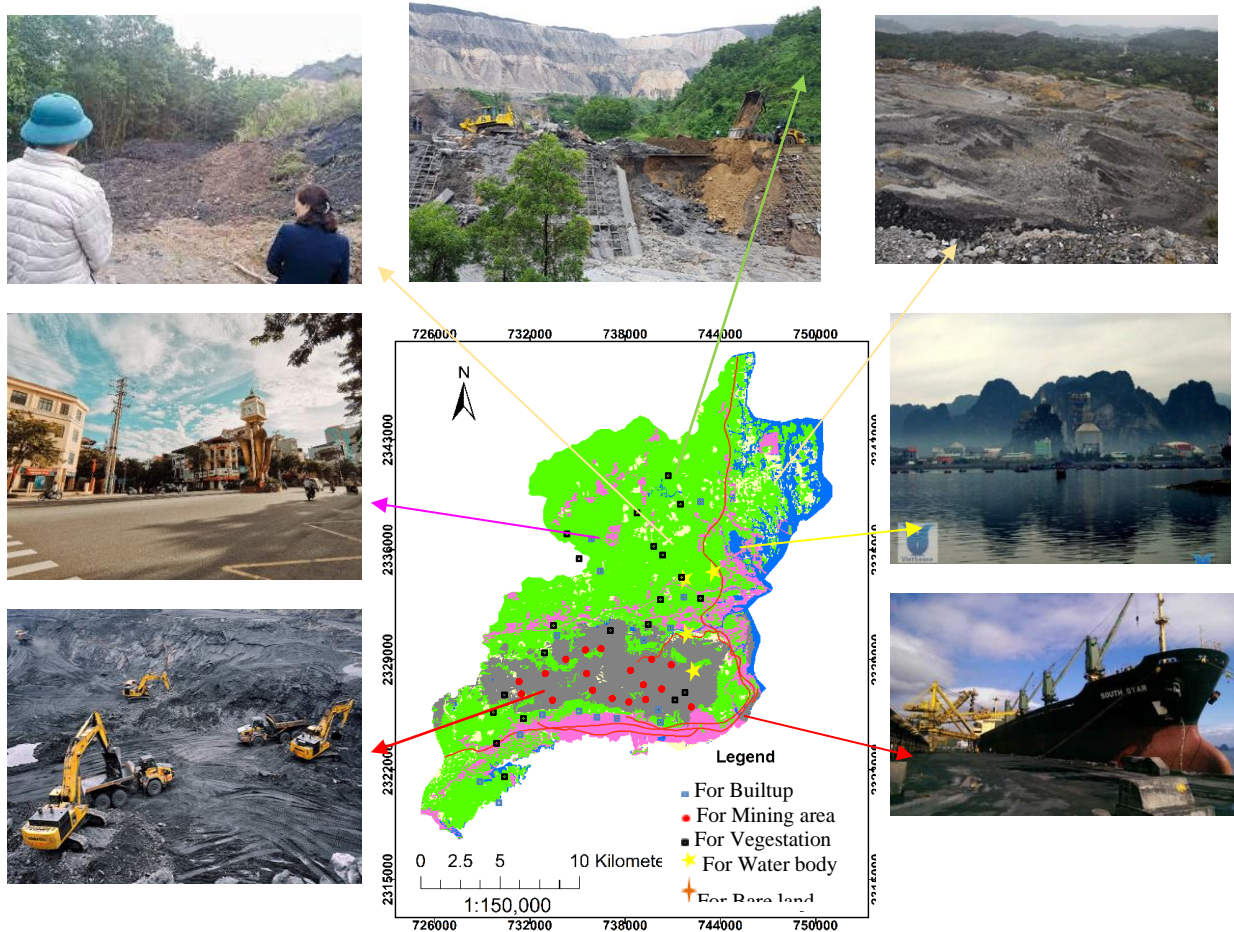 726000 732000 738000 744000 750000
N
2343000
2336000
2329000
2322000
2315000
SOUTH STAR
Legend
For Builtup
For Mining area
For Vegestation
For Water body
For Bare land
0 2.5 5 10 Kilomete
1:150,000
726000 732000 738000 744000 750000